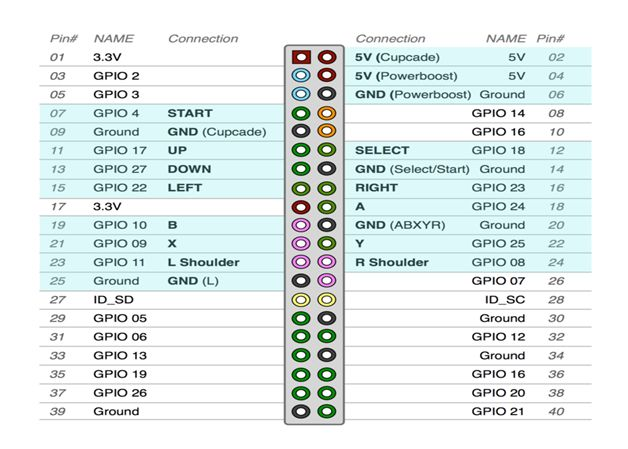 Pin# NAME Connection Connection NAME Pin#
01 3.3V 5V (Cupcade) 5V 02
03 GPIO 2 5V (Powerboost) 5V 04
05 GPIO 3 GND (Powerboost) Ground 06
07 GPIO 4 START GPIO 14 08
09 Ground GND (Cupcade) GPIO 16 10
11 GPIO 17 UP SELECT GPIO 18 12
13 GPIO 27 DOWN GND (Select/Start) Ground 14
15 GPIO 22 LEFT RIGHT GPIO 23 16
17 3.3V A GPIO 24 18
19 GPIO 10 B GND (ABXYR) Ground 20
21 GPIO 09 X Y GPIO 25 22
23 GPIO 11 L Shoulder R Shoulder GPIO 08 24
25 Ground GND (L) GPIO 07 26
27 ID_SD ID_SC 28
29 GPIO 05 Ground 30
31 GPIO 06 GPIO 12 32
33 GPIO 13 Ground 34
35 GPIO 19 GPIO 16 36
37 GPIO 26 GPIO 20 38
39 Ground GPIO 21 40